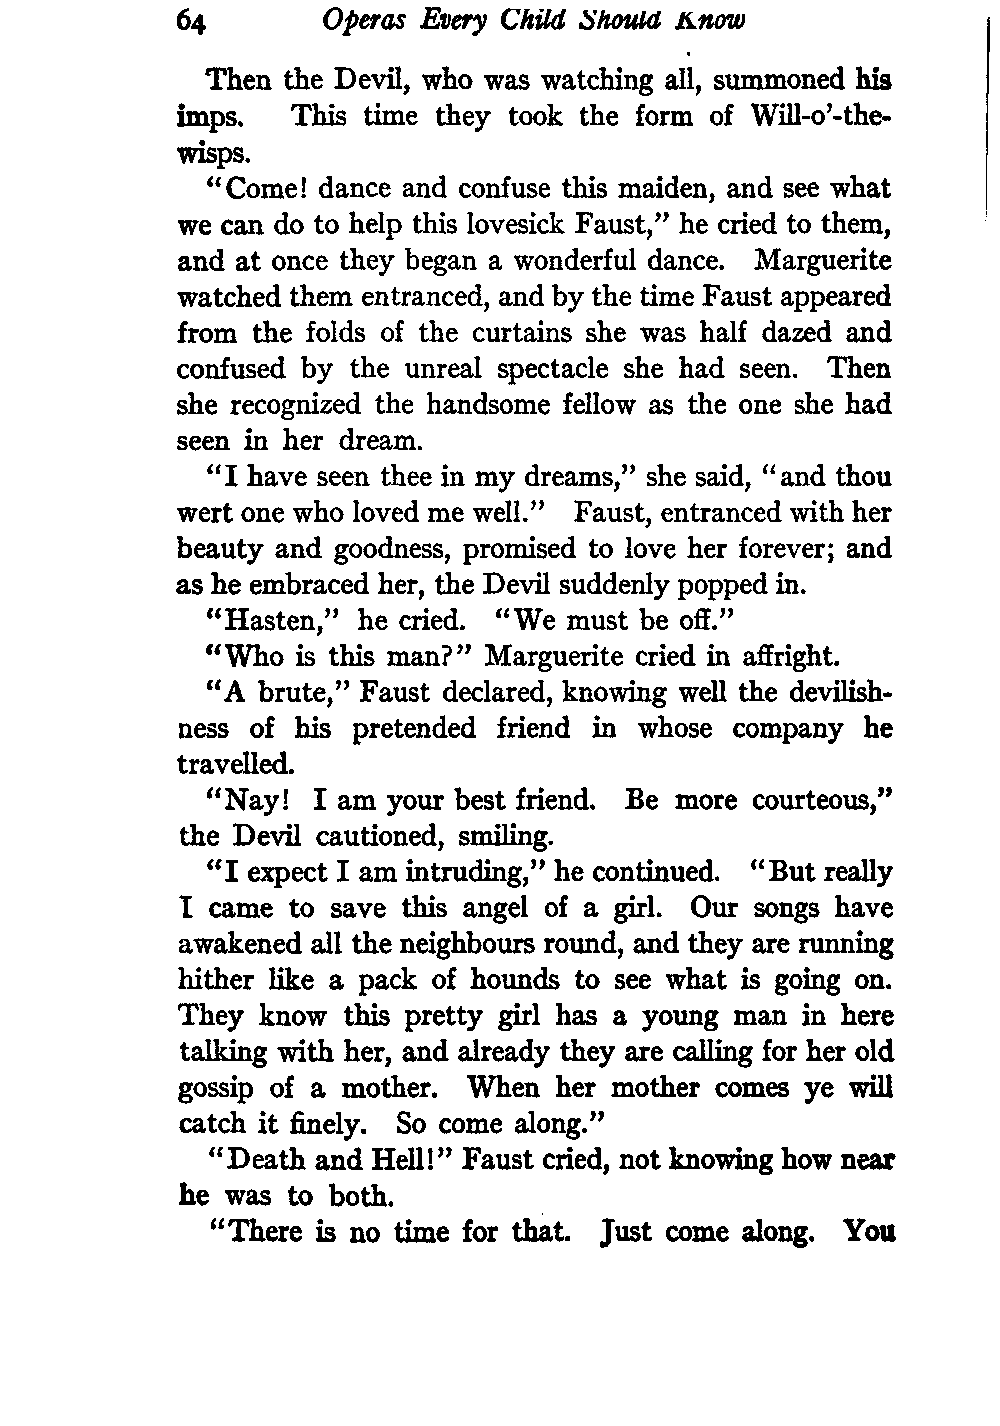 64 Operas Every Child Should Know
Then the Devil, who was watching all, summoned his
imps. This time they took the form of Will-o'-the-
wisps.
"Come! dance and confuse this maiden, and see what
we can do to help this lovesick Faust," he cried to them,
and at once they began a wonderful dance. Marguerite
watched them entranced, and by the time Faust appeared
from the folds of the curtains she was half dazed and
confused by the unreal spectacle she had seen. Then
she recognized the handsome fellow as the one she had
seen in her dream.
"I have seen thee in my dreams," she said, "and thou
wert one who loved me well." Faust, entranced with her
beauty and goodness, promised to love her forever; and
as he embraced her, the Devil suddenly popped in.
"Hasten," he cried. "We must be off."
"Who is this man?" Marguerite cried in affright.
"A brute," Faust declared, knowing well the devilish-
ness of his pretended friend in whose company he
travelled.
"Nay! I am your best friend. Be more courteous,"
the Devil cautioned, smiling.
"I expect I am intruding," he continued. "But really
I came to save this angel of a girl. Our songs have
awakened all the neighbours round, and they are running
hither like a pack of hounds to see what is going on.
They know this pretty girl has a young man in here
talking with her, and already they are calling for her old
gossip of a mother. When her mother comes ye will
catch it finely. So come along."
"Death and Hell!" Faust cried, not knowing how near
he was to both.
"There is no time for that. Just come along. You